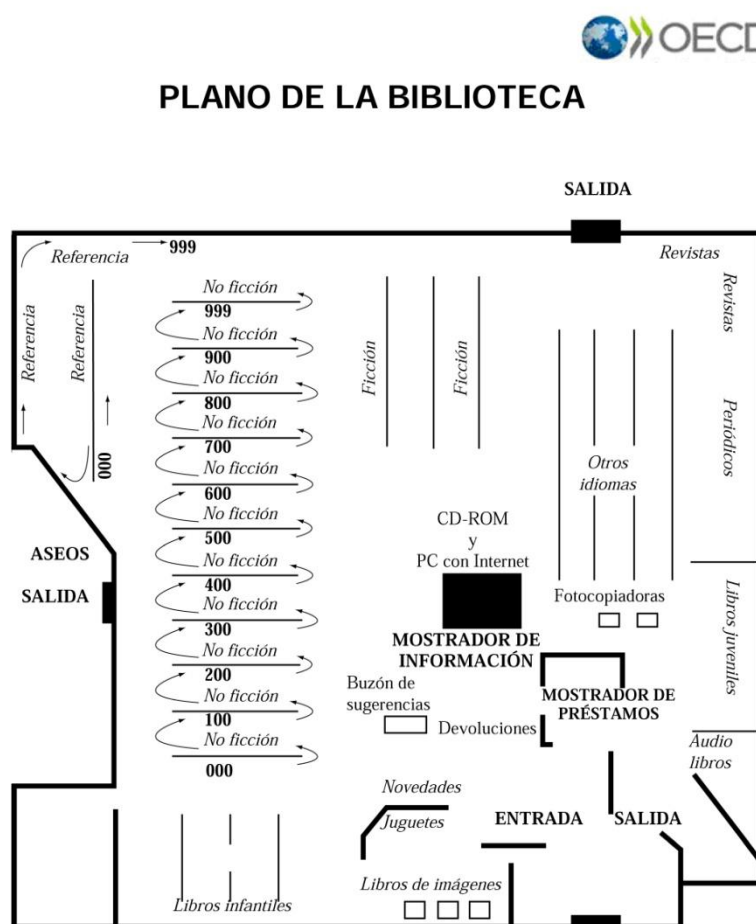 OECD
PLANO DE LA BIBLIOTECA
SALIDA
Referencia
999
Revistas
Revistas
Referencia
Referencia
000
No ficción
999
No ficción
900
No ficción
800
No ficción
700
No ficción
600
No ficción
500
No ficción
400
No ficción
300
No ficción
200
No ficción
100
No ficción
000
Ficción
Ficción
Otros
idiomas
Periódicos
ASEOS
SALIDA
CD-ROM
y
PC con Internet
MOSTRADOR DE
INFORMACIÓN
Fotocopiadoras
Libros juveniles
Buzón de
sugerencias
Devoluciones
MOSTRADOR DE
PRÉSTAMOS
Audio
libros
Novedades
Juguetes
ENTRADA
SALIDA
Libros infantiles
Libros de imágenes